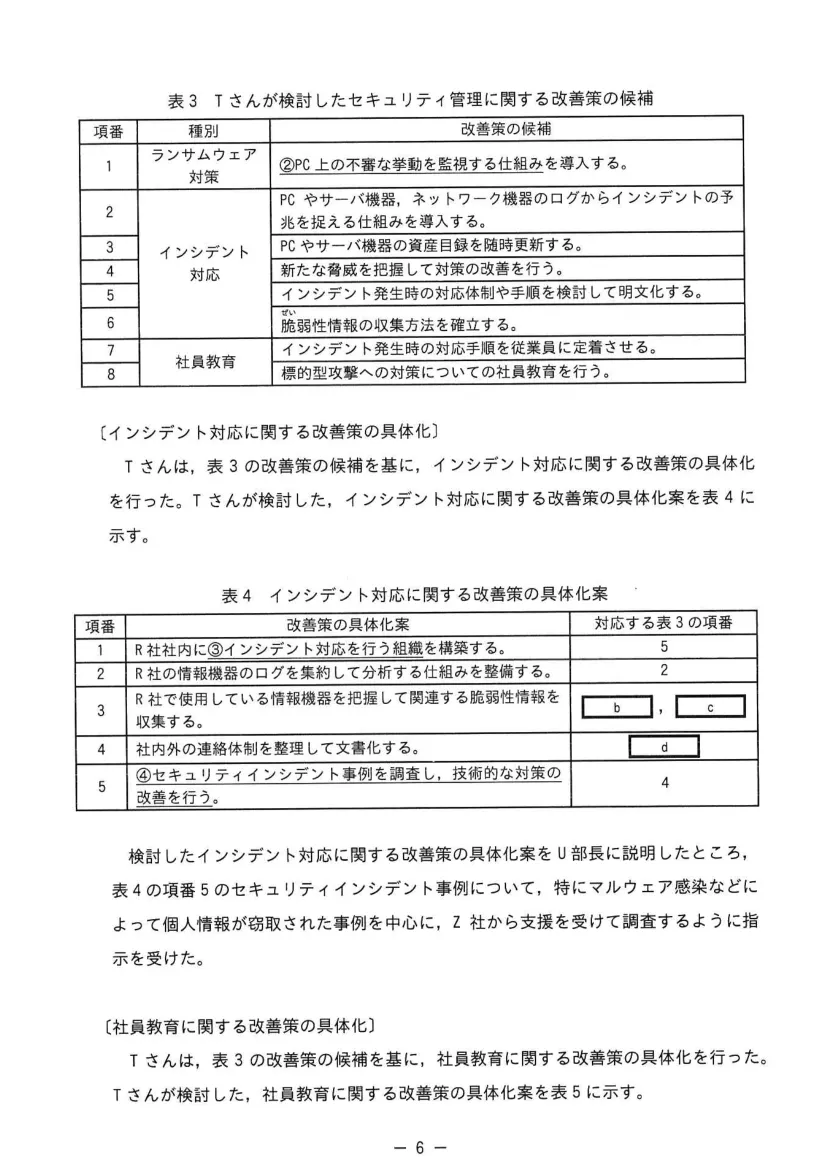 表3 Tさんが検討したセキュリティ管理に関する改善策の候補
項番 種別 改善策の候補
1 ランサムウェア対策 ②PC上の不審な挙動を監視する仕組みを導入する。
2 インシデント対応 PCやサーバ機器，ネットワーク機器のログからインシデントの予
兆を捉える仕組みを導入する。
3 PCやサーバ機器の資産目録を随時更新する。
4 新たな脅威を把握して対策の改善を行う。
5 インシデント発生時の対応体制や手順を検討して明文化する。
ぜい
6 脆弱性情報の収集方法を確立する。
7 社員教育 インシデント発生時の対応手順を従業員に定着させる。
8 標的型攻撃への対策についての社員教育を行う。
〔インシデント対応に関する改善策の具体化〕
Tさんは，表3の改善策の候補を基に，インシデント対応に関する改善策の具体化
を行った。Tさんが検討した，インシデント対応に関する改善策の具体化案を表4に
示す。
表4 インシデント対応に関する改善策の具体化案
項番 改善策の具体化案 対応する表3の項番
1 R社社内に③インシデント対応を行う組織を構築する。 5
2 R社の情報機器のログを集約して分析する仕組みを整備する。 2
3 R社で使用している情報機器を把握して関連する脆弱性情報を
収集する。 b ， c
4 社内外の連絡体制を整理して文書化する。 d
5 ④セキュリティインシデント事例を調査し，技術的な対策の
改善を行う。 4
検討したインシデント対応に関する改善策の具体化案をU部長に説明したところ，
表4の項番5のセキュリティインシデント事例について，特にマルウェア感染などに
よって個人情報が窃取された事例を中心に，Z社から支援を受けて調査するように指
示を受けた。
〔社員教育に関する改善策の具体化〕
Tさんは，表3の改善策の候補を基に，社員教育に関する改善策の具体化を行った。
Tさんが検討した，社員教育に関する改善策の具体化案を表5に示す。
－ 6 －